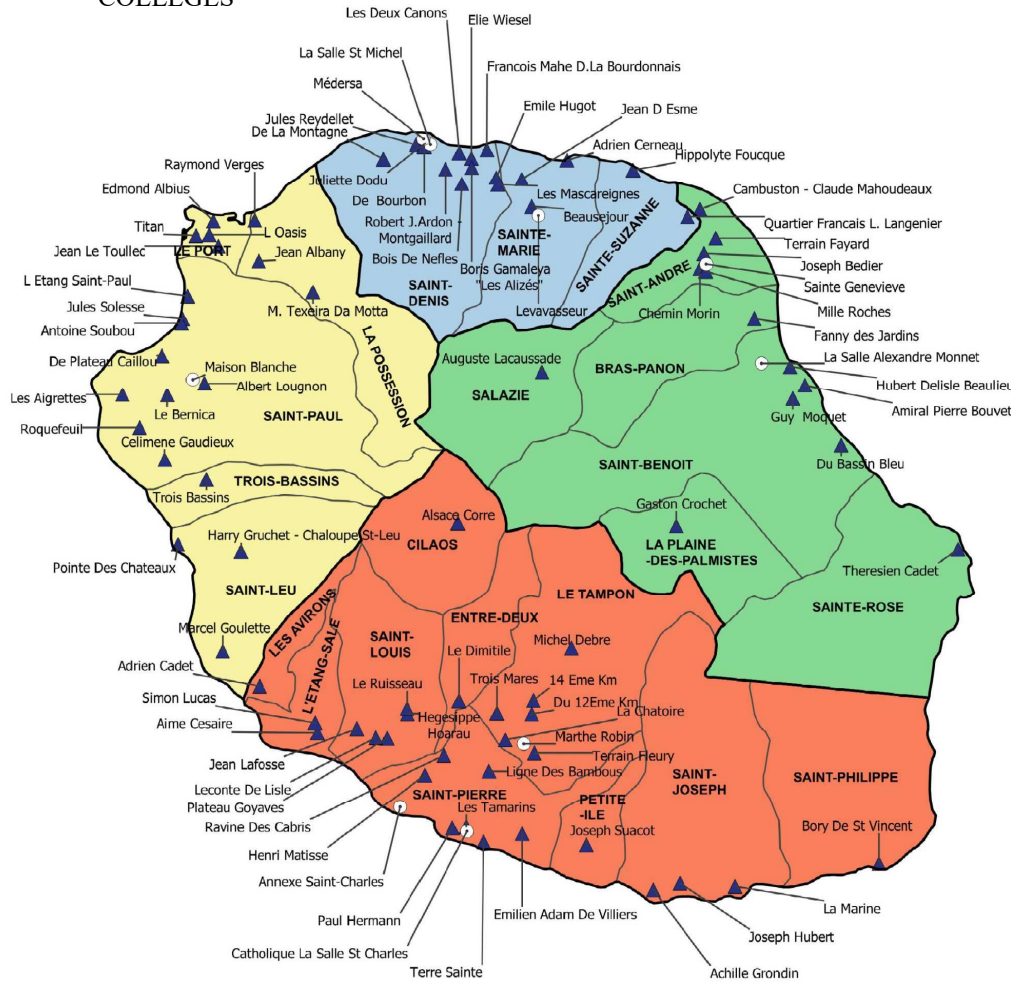 COLLEGES
Les Deux Canons
Elie Wiesel
La Salle St Michel
Francois Mahe D.La Bourdonnais
Médersa
Emile Hugot
Jean D Esme
Jules Reydellet
De La Montagne
Adrien Cerneau
Hippolyte Foucque
Raymond Verges
Edmond Albius
Juliette Dodu
De Bourbon
Les Mascareignes
Cambuston - Claude Mahoudeaux
Titan
L Oasis
Robert J.Ardon
Beausejour
Quartier Francais L. Langenier
Jean Le Toullec
LE PORT
Jean Albany
Montgaillard
SAINTE-
MARIE
SAINTE-SUZANNE
Terrain Fayard
Bois De Nefles
Joseph Bedier
L Etang Saint-Paul
Boris Gamaleya
"Les Alizés"
SAINT-
DENIS
SAINT-ANDRE
Sainte Genevieve
Jules Solesse
M. Texeira Da Motta
Levavasseur
Chemin Morin
Mille Roches
Antoine Soubou
LA POSSESSION
Fanny des Jardins
De Plateau Caillou
Maison Blanche
Auguste Lacaussade
La Salle Alexandre Monnet
Albert Lougnon
BRAS-PANON
Hubert Delisle Beaulieu
Les Aigrettes
Le Bernica
SAINT-PAUL
SALAZIE
Amiral Pierre Bouvet
Roquefeuil
Guy Moquet
Celimene Gaudieux
Du Bassin Bleu
TROIS-BASSINS
SAINT-BENOIT
Trois Bassins
Gaston Crochet
Alsace Corre
Harry Gruchet - Chaloupe St-Leu
CILAOS
LA PLAINE
-DES-PALMISTES
Pointe Des Chateaux
Theresien Cadet
SAINT-LEU
LES AVIRONS
LE TAMPON
SAINTE-ROSE
Marcel Goulette
L'ETANG-SALE
SAINT-
LOUIS
ENTRE-DEUX
Michel Debre
Adrien Cadet
Le Dimitile
Simon Lucas
Le Ruisseau
Trois Mares
14 Eme Km
Du 12Eme Km
Aime Cesaire
Hegesippe
Hoarau
La Chatoire
Marthe Robin
Jean Lafosse
Terrain Fleury
Leconte De Lisle
Ligne Des Bambous
SAINT-
JOSEPH
SAINT-PHILIPPE
Plateau Goyaves
SAINT-PIERRE
Les Tamarins
PETITE
-ILE
Ravine Des Cabris
Joseph Suacot
Bory De St Vincent
Henri Matisse
Annexe Saint-Charles
Paul Hermann
Emilien Adam De Villiers
La Marine
Catholique La Salle St Charles
Joseph Hubert
Terre Sainte
Achille Grondin